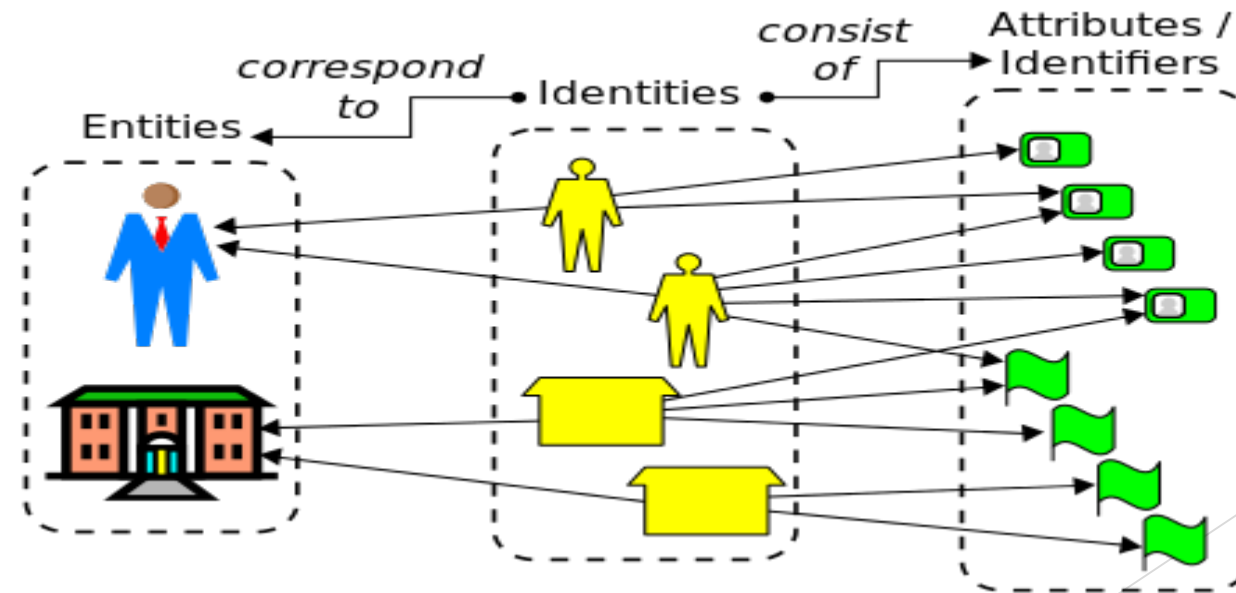 Attributes /
Identifiers
consist
of
correspond
to
Identities
Entities